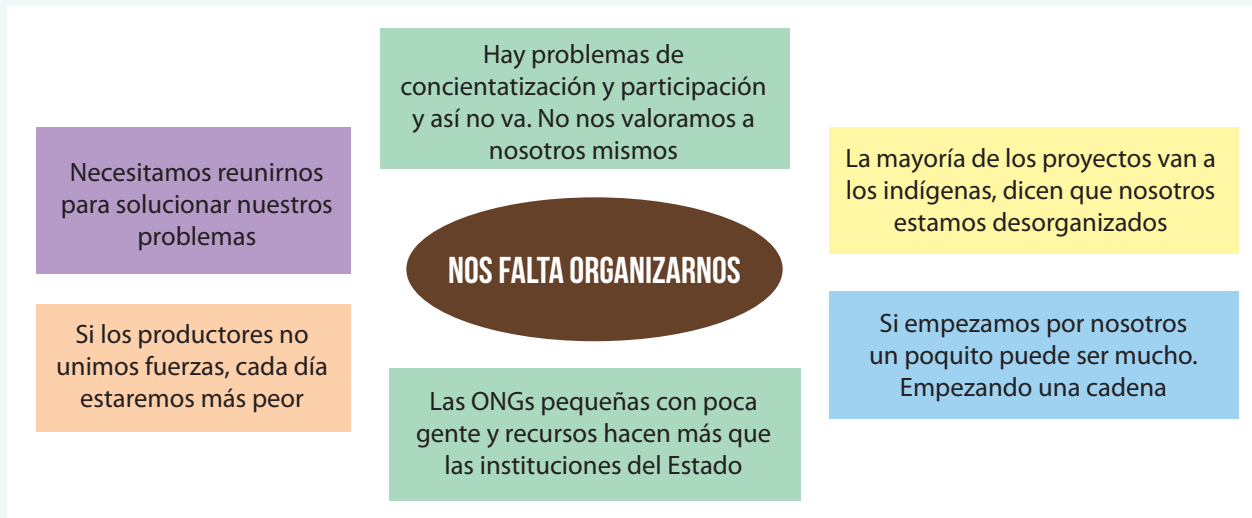 Hay problemas de
concientatización y participación
y así no va. No nos valoramos a
nosotros mismos
Necesitamos reunirnos
para solucionar nuestros
problemas
La mayoría de los proyectos van a
los indígenas, dicen que nosotros
estamos desorganizados
NOS FALTA ORGANIZARNOS
Si los productores no
unimos fuerzas, cada día
estaremos más peor
Si empezamos por nosotros
un poquito puede ser mucho.
Empezando una cadena
Las ONGs pequeñas con poca
gente y recursos hacen más que
las instituciones del Estado